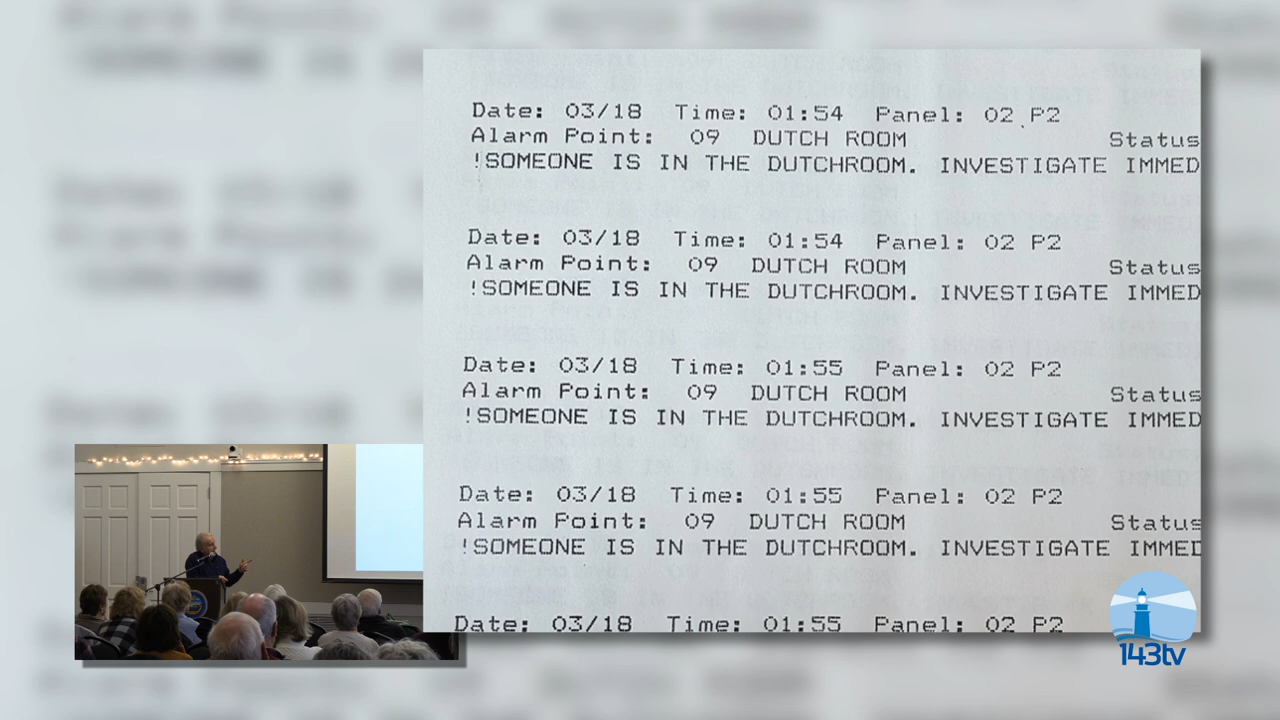 Date: 03/18 Time: 01:54 Panel: 02 P2
Alarm Point: 09 DUTCH ROOM Status
!SOMEONE IS IN THE DUTCHROOM. INVESTIGATE IMMED
Date: 03/18 Time: 01:54 Panel: 02 P2
Alarm Point: 09 DUTCH ROOM Status
!SOMEONE IS IN THE DUTCHROOM. INVESTIGATE IMMED
Date: 03/18 Time: 01:55 Panel: 02 P2
Alarm Point: 09 DUTCH ROOM Status
!SOMEONE IS IN THE DUTCHROOM. INVESTIGATE IMMED
Date: 03/18 Time: 01:55 Panel: 02 P2
Alarm Point: 09 DUTCH ROOM Status
!SOMEONE IS IN THE DUTCHROOM. INVESTIGATE IMMED
Date: 03/18 Time: 01:55 Panel: 02 P2
143tv